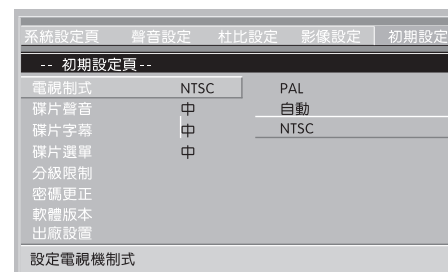 系統設定頁 聲音設定 杜比設定 影像設定 初期設定
-- 初期設定頁--
電視制式 NTSC PAL
碟片聲音 中 自動
碟片字幕 中 NTSC
碟片選單 中
分級限制
密碼更正
軟體版本
出廠設置
設定電視機制式